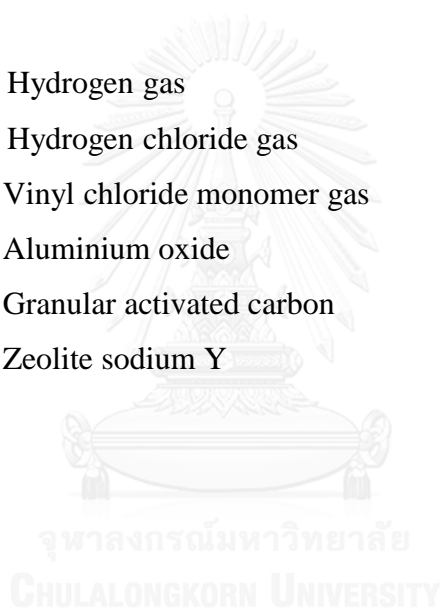 Hydrogen gas
Hydrogen chloride gas
Vinyl chloride monomer gas
Aluminium oxide
Granular activated carbon
Zeolite sodium Y
จุฬาลงกรณ์มหาวิทยาลัย
CHULALONGKORN UNIVERSITY